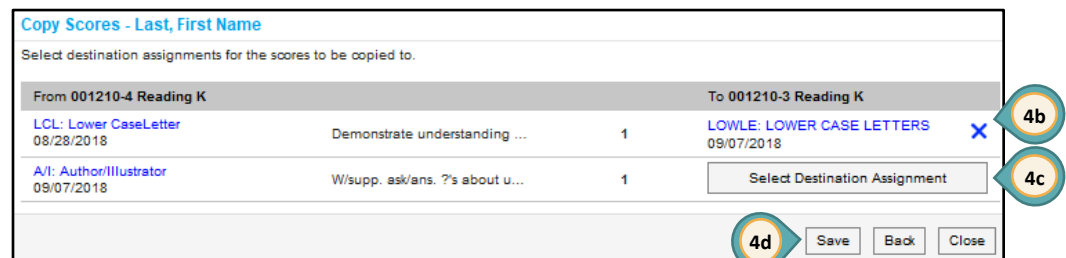 Copy Scores - Last, First Name
Select destination assignments for the scores to be copied to.
From 001210-4 Reading K To 001210-3 Reading K
LCL: Lower CaseLetter Demonstrate understanding ... 1 LOWLE: LOWER CASE LETTERS 4b
08/28/2018 09/07/2018
A/I: Author/Illustrator W/supp. ask/ans. ?'s about u... 1 Select Destination Assignment 4c
09/07/2018
4d Save Back Close